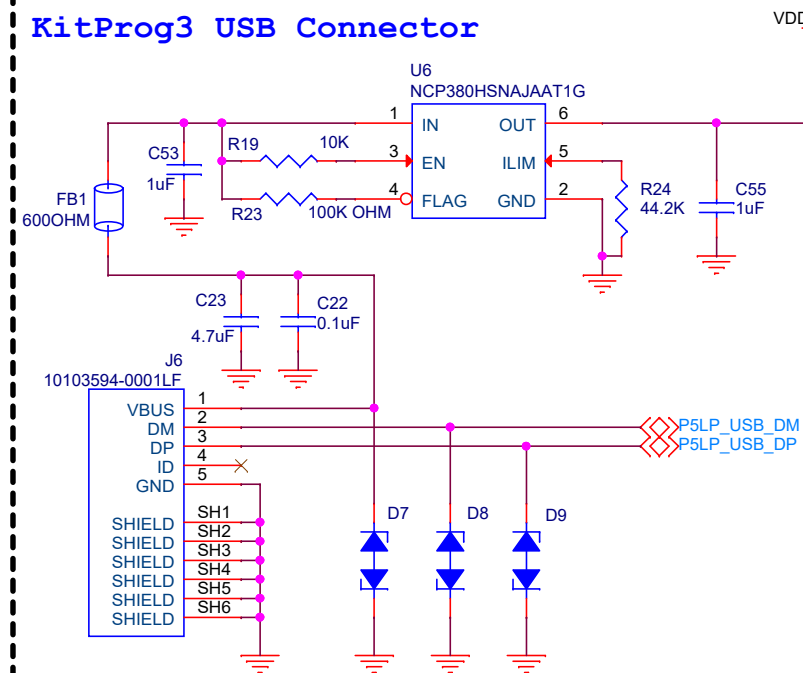 KitProg3 USB Connector
VDD
U6
NCP380HSNAJAAT1G
1
IN
OUT
6
R19
10K
3
EN
ILIM
5
C53
1uF
4
FLAG
GND
2
R23
100K OHM
R24
44.2K
C55
1uF
FB1
600OHM
C23
4.7uF
C22
0.1uF
J6
10103594-0001LF
VBUS
1
DM
2
DP
3
ID
4
GND
5
P5LP_USB_DM
P5LP_USB_DP
SHIELD
SH1
SHIELD
SH2
SHIELD
SH3
SHIELD
SH4
SHIELD
SH5
SHIELD
SH6
D7
D8
D9